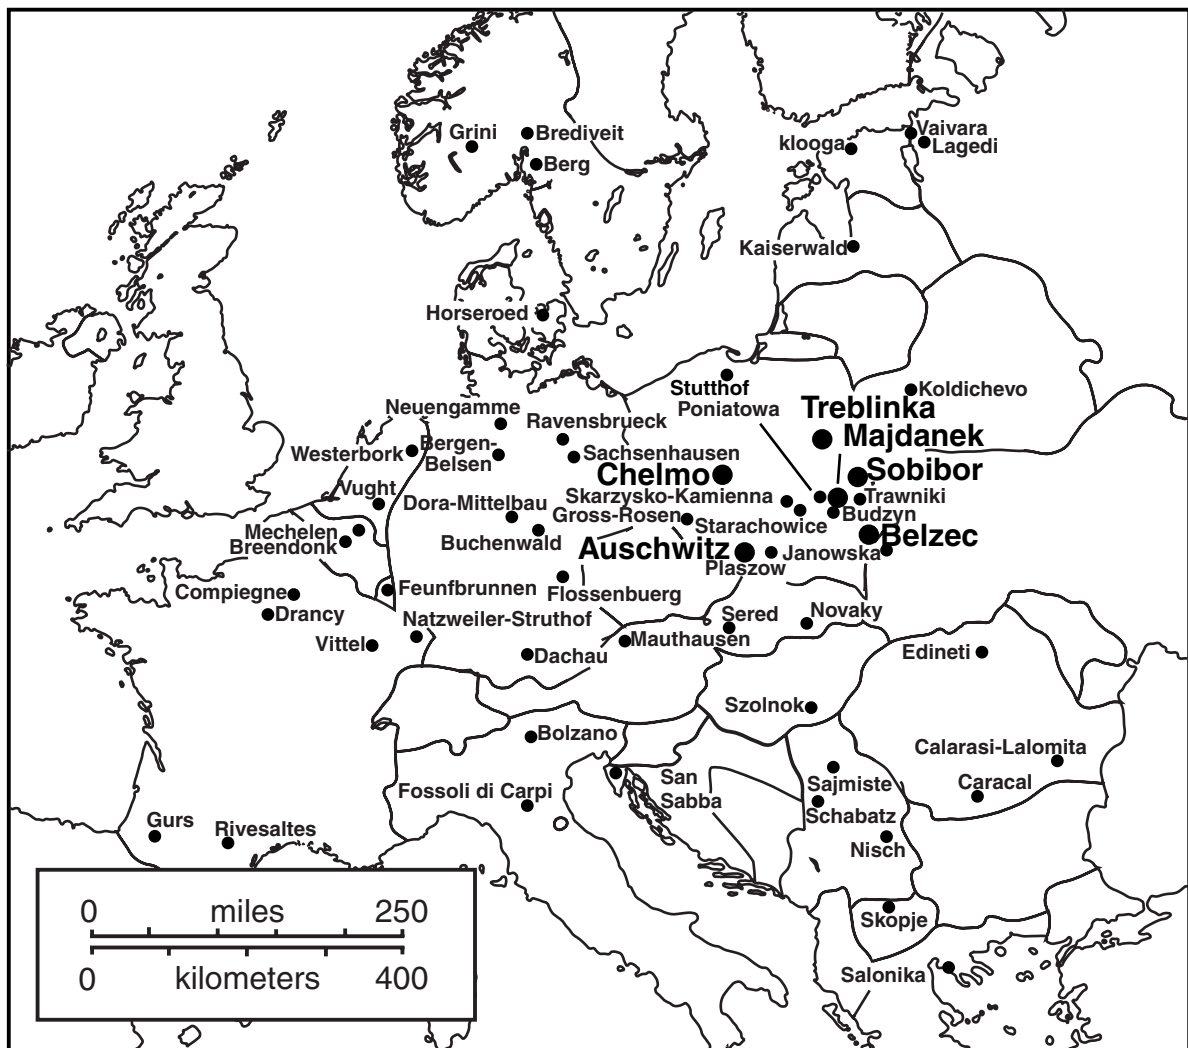 Grini
Brediveit
Berg
klooga
Vaivara
Lagedi
Kaiserwald
Horseroed
Stutthof
Poniatowa
Koldichevo
Treblinka
Majdanek
Neuengamme
Ravensbrueck
Westerbork
Bergen-
Belsen
Sachsenhausen
Chelmo
Sobibor
Vught
Dora-Mittelbau
Skarzysko-Kamienna
Trawniki
Gross-Rosen
Starachowice
Budzyn
Mechelen
Breendonk
Buchenwald
Auschwitz
Janowska
Belzec
Plaszow
Compiegne
Feunfbrunnen
Flossenbuerg
Drancy
Natzweiler-Struthof
Sered
Novaky
Vittel
Mauthausen
Dachau
Edineti
Szolnok
Bolzano
Calarasi-Lalomita
Fossoli di Carpi
San
Sabba
Sajmiste
Caracal
Schabatz
Gurs
Rivesaltes
Nisch
Skopje
Salonika
0 miles 250
0 kilometers 400